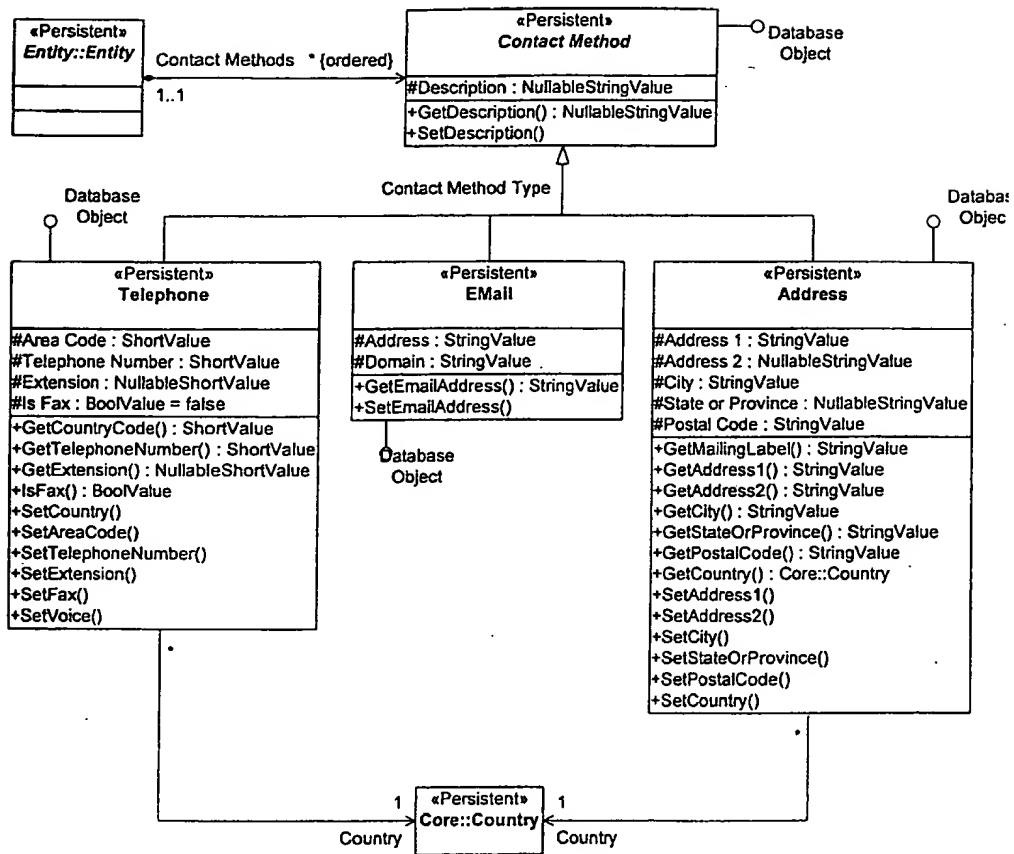 «Persistent»
Entity::Entity
Contact Methods * {ordered}
1..1
«Persistent»
Contact Method
#Description : NullableStringValue
+GetDescription() : NullableStringValue
+SetDescription()
Database
Object
Contact Method Type
Database
Object
«Persistent»
Telephone
#Area Code : ShortValue
#Telephone Number : ShortValue
#Extension : NullableShortValue
#Is Fax : BoolValue = false
+GetCountryCode() : ShortValue
+GetTelephoneNumber() : ShortValue
+GetExtension() : NullableShortValue
+IsFax() : BoolValue
+SetCountry()
+SetAreaCode()
+SetTelephoneNumber()
+SetExtension()
+SetFax()
+SetVoice()
«Persistent»
EMail
#Address : StringValue
#Domain : StringValue
+GetEmailAddress() : StringValue
+SetEmailAddress()
Database
Object
Databas
Objec
«Persistent»
Address
#Address 1 : StringValue
#Address 2 : NullableStringValue
#City : StringValue
#State or Province : NullableStringValue
#Postal Code : StringValue
+GetMailingLabel() : StringValue
+GetAddress1() : StringValue
+GetAddress2() : StringValue
+GetCity() : StringValue
+GetStateOrProvince() : StringValue
+GetPostalCode() : StringValue
+GetCountry() : Core::Country
+SetAddress1()
+SetAddress2()
+SetCity()
+SetStateOrProvince()
+SetPostalCode()
+SetCountry()
*
*
1
Country
«Persistent»
Core::Country
1
Country